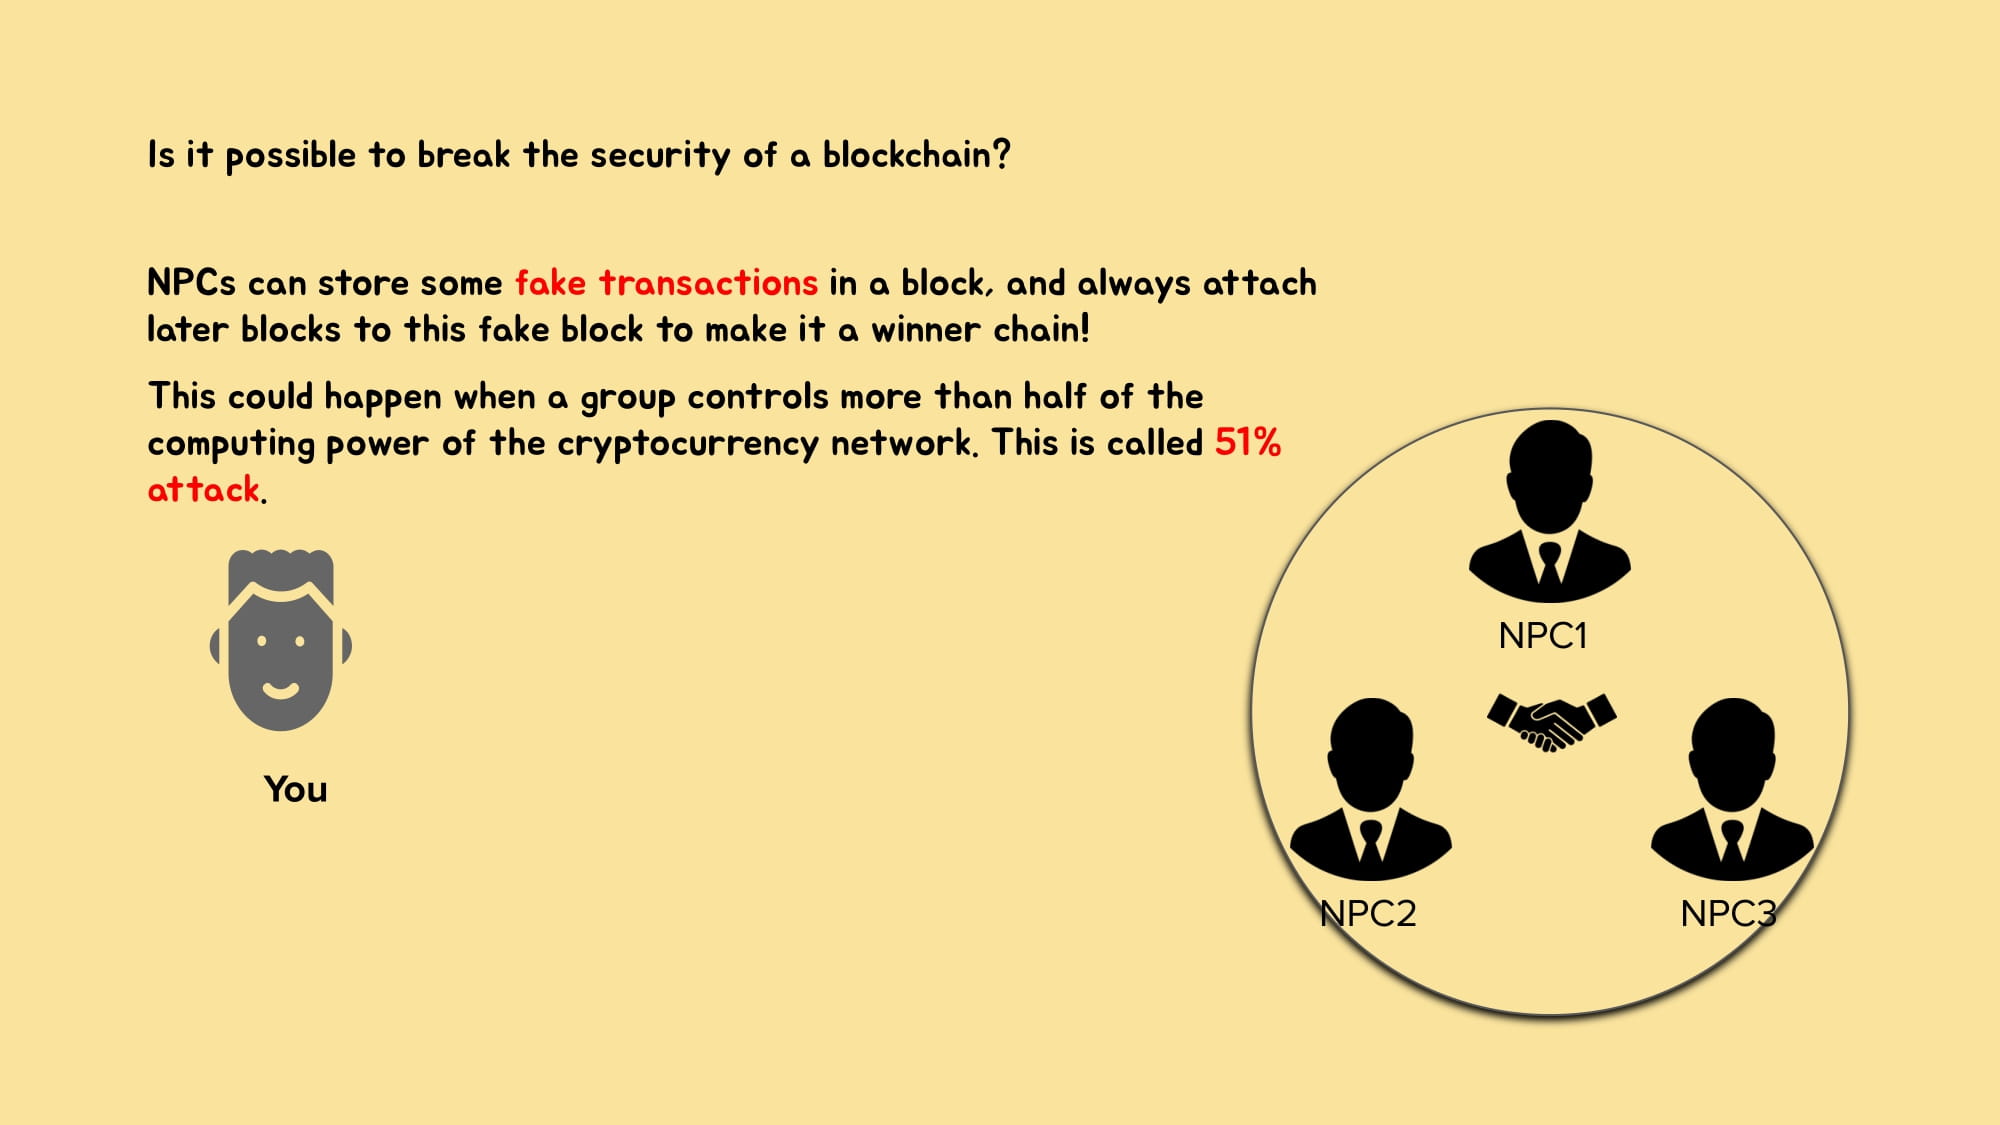 Is it possible to break the security of a blockchain?
NPCs can store some fake transactions in a block, and always attach
later blocks to this fake block to make it a winner chain!
This could happen when a group controls more than half of the
computing power of the cryptocurrency network. This is called 51%
attack.
You
NPC1
NPC2
NPC3